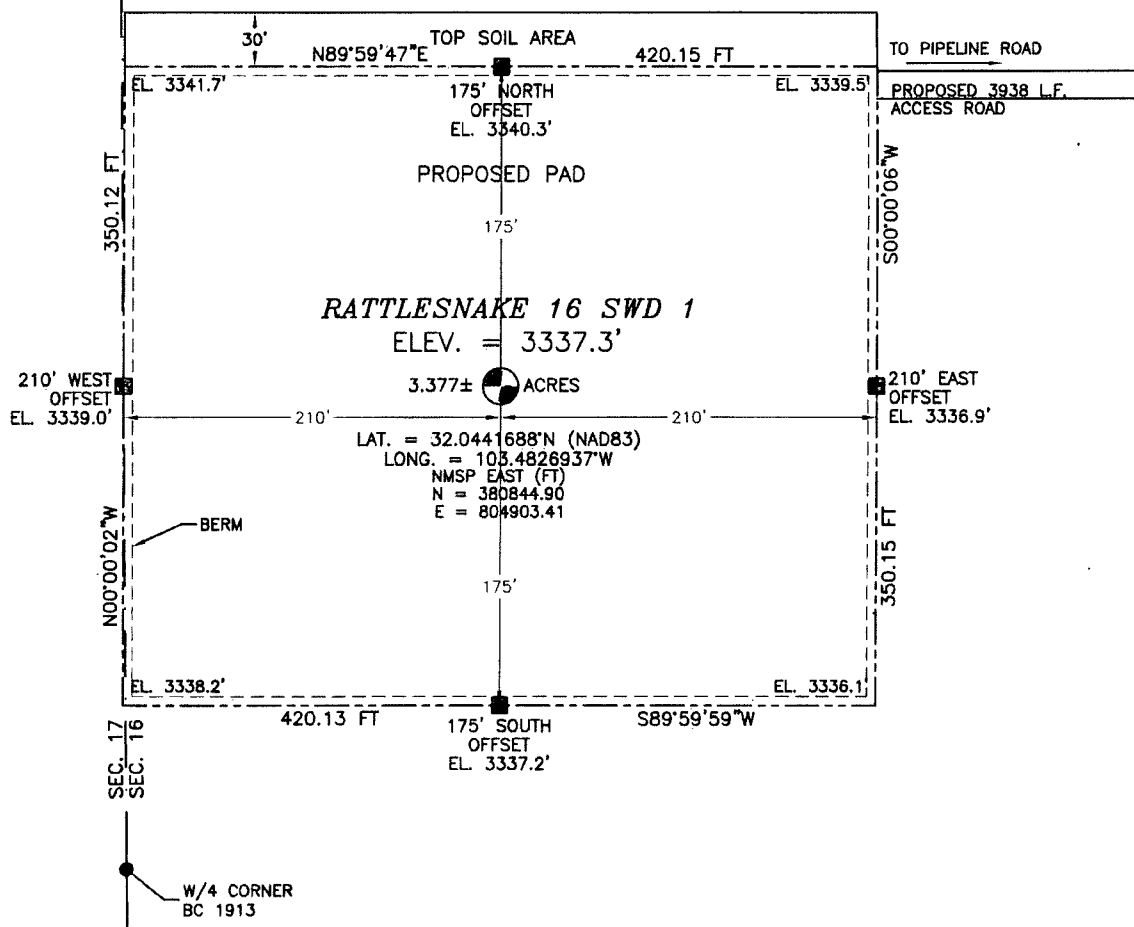 30'
TOP SOIL AREA
N89°59'47"E
420.15 FT
TO PIPELINE ROAD
PROPOSED 3938 L.F.
ACCESS ROAD
EL. 3341.7'
175' NORTH
OFFSET
EL. 3340.3'
EL. 3339.5'
PROPOSED PAD
350.12 FT
S00°00'06"W
175'
RATTLESNAKE 16 SWD 1
ELEV. = 3337.3'
210' WEST
OFFSET
EL. 3339.0'
3.377± ACRES
210' EAST
OFFSET
EL. 3336.9'
210'
210'
LAT. = 32.0441688°N (NAD83)
LONG. = 103.4826937°W
NMSP EAST (FT)
N = 380844.90
E = 804903.41
BERM
N00°00'02"W
350.15 FT
175'
EL. 3338.2'
EL. 3336.1'
420.13 FT
175' SOUTH
OFFSET
EL. 3337.2'
S89°59'59"W
SEC. 17
SEC. 16
W/4 CORNER
BC 1913